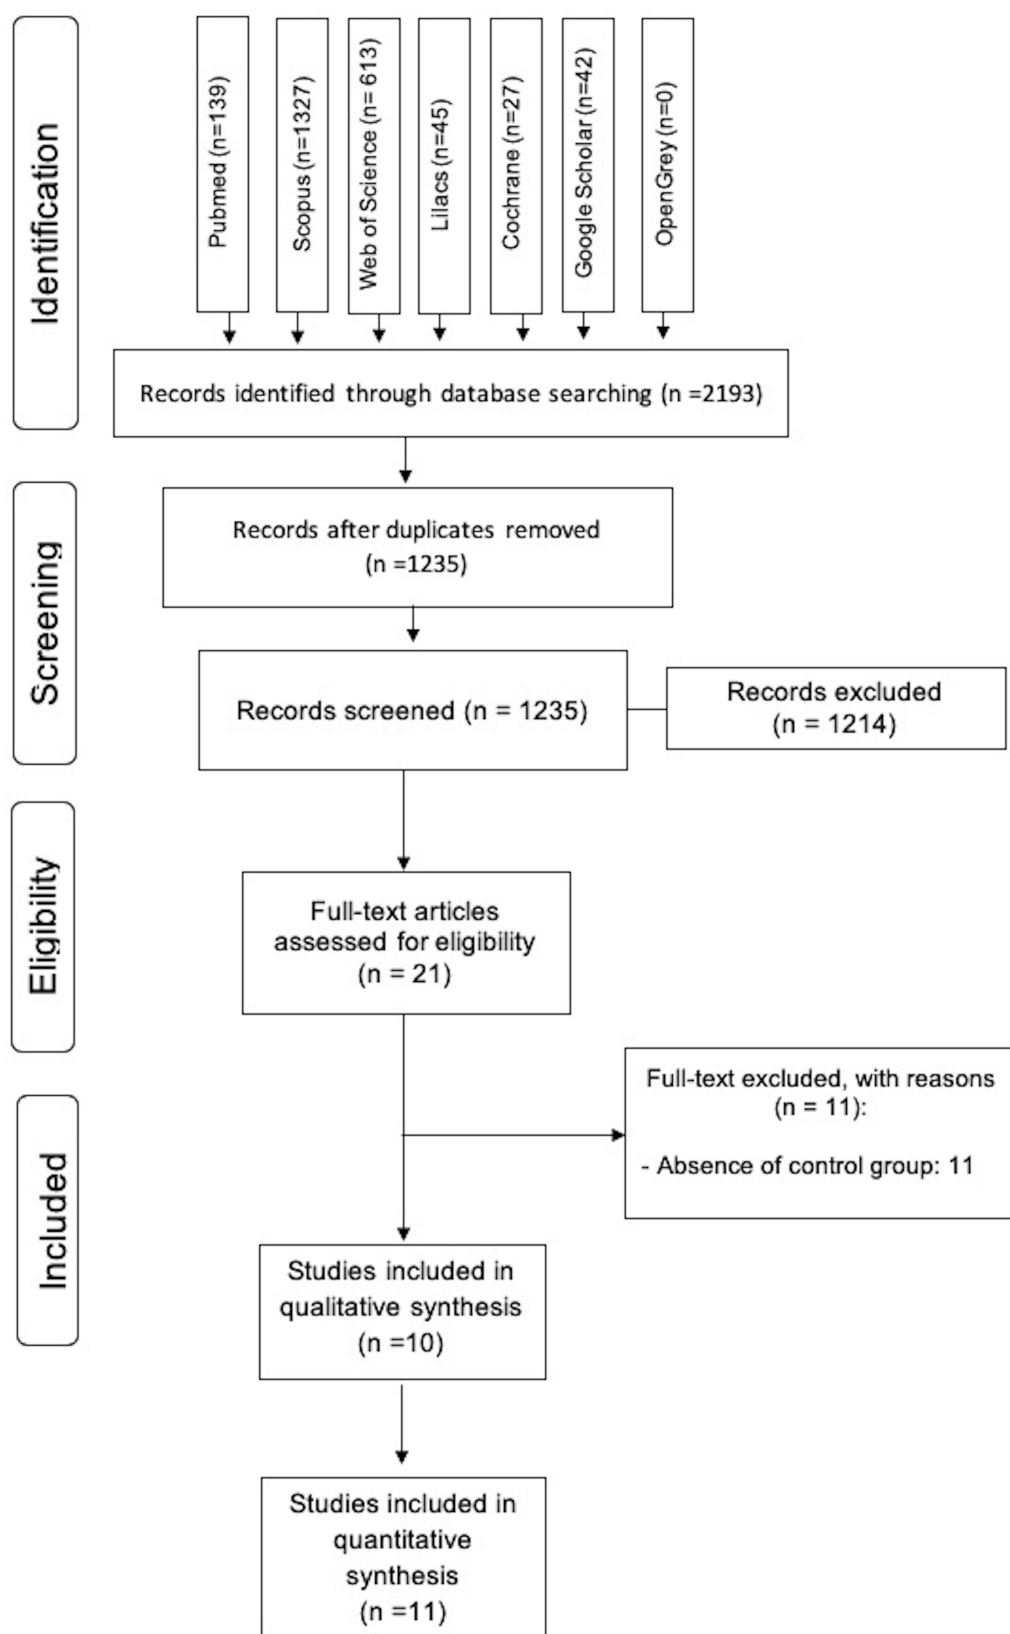 Identification
Pubmed (n=139)
Scopus (n=1327)
Web of Science (n= 613)
Lilacs (n=45)
Cochrane (n=27)
Google Scholar (n=42)
OpenGrey (n=0)
Records identified through database searching (n =2193)
Screening
Records after duplicates removed
(n =1235)
Records screened (n = 1235)
Records excluded
(n = 1214)
Eligibility
Full-text articles
assessed for eligibility
(n = 21)
Full-text excluded, with reasons
(n = 11):
- Absence of control group: 11
Included
Studies included in
qualitative synthesis
(n =10)
Studies included in
quantitative
synthesis
(n =11)